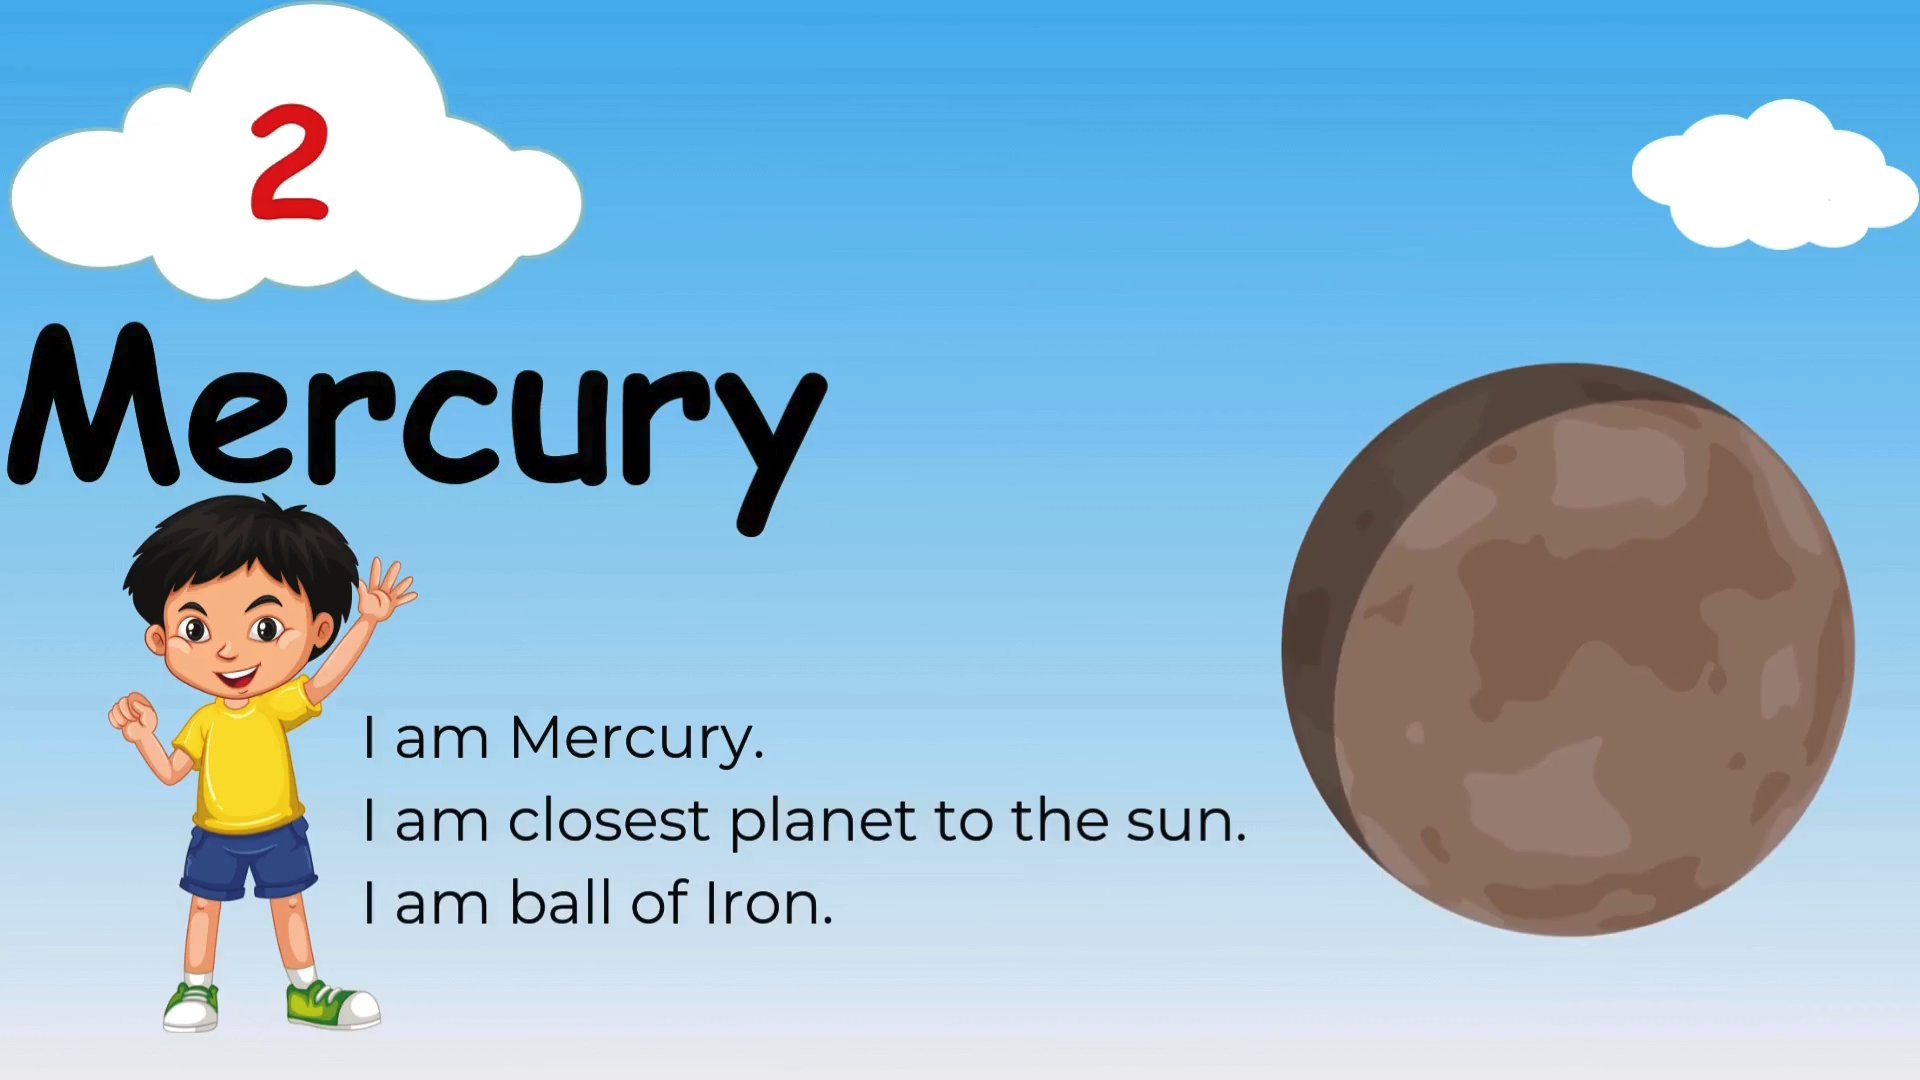 2
Mercury
I am Mercury.
I am closest planet to the sun.
I am ball of Iron.